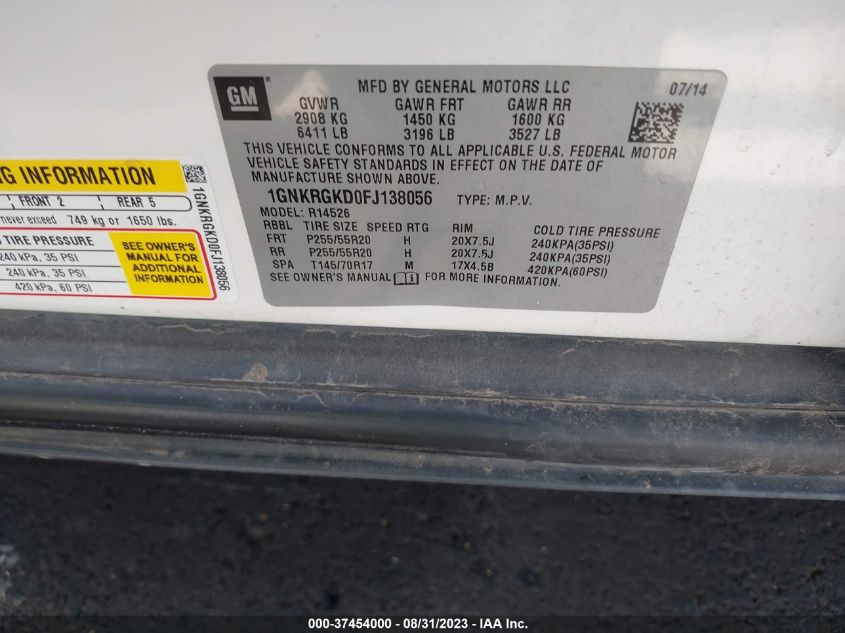 GM
MFD BY GENERAL MOTORS LLC
07/14
GVWR GAWR FRT GAWR RR
2908 KG 1450 KG 1600 KG
6411 LB 3196 LB 3527 LB
THIS VEHICLE CONFORMS TO ALL APPLICABLE U.S. FEDERAL MOTOR
VEHICLE SAFETY STANDARDS IN EFFECT ON THE DATE OF
MANUFACTURE SHOWN ABOVE.
1GNKRGKD0FJ138056 TYPE: M.P.V.
MODEL: R14526
RBBL TIRE SIZE SPEED RTG RIM COLD TIRE PRESSURE
FRT P255/55R20 H 20X7.5J 240KPA(35PSI)
RR P255/55R20 H 20X7.5J 240KPA(35PSI)
SPA T145/70R17 M 17X4.5B 420KPA(60PSI)
SEE OWNER'S MANUAL FOR MORE INFORMATION.
NG INFORMATION
FRONT 2 REAR 5
never exceed 749 kg or 1650 lbs.
TIRE PRESSURE
240 kPa, 35 PSI
240 kPa, 35 PSI
420 kPa, 60 PSI
SEE OWNER'S
MANUAL FOR
ADDITIONAL
INFORMATION
1GNKRGKD0FJ138056
000-37454000 - 08/31/2023 - IAA Inc.